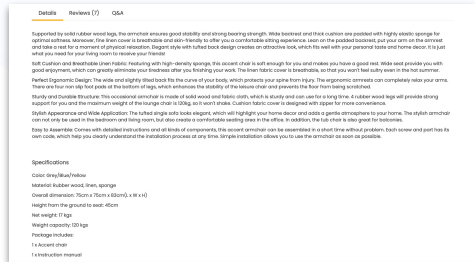 Details Reviews (7) Q&A
Supported by solid rubber wood legs, the armchair ensures good stability and strong bearing strength. Wide backrest and thick cushion are padded with highly elastic sponge for
optimal softness. Moreover, fine linen cover is breathable and skin-friendly to offer you a comfortable sitting experience. Lean on the padded backrest, put your arm on the armrest
and take a rest for a moment of physical relaxation. Elegant style with tufted back design creates an attractive look, which fits well with your personal taste and home decor. It is just
what you need for your living room to receive your friends!
Soft Cushion and Breathable Linen Fabric: Featuring with high-density sponge, this accent chair is soft enough for you and makes you have a good rest. Wide seat provide you with
good enjoyment, which can greatly eliminate your tiredness after you finishing your work. The linen fabric cover is breathable, so that you won't feel sultry even in the hot summer.
Perfect Ergonomic Design: The wide and slightly tilted back fits the curve of your body, which protects your spine from injury. The ergonomic armrests can completely relax your arms.
There are four non slip foot pads at the bottom of legs, which enhances the stability of the leisure chair and prevents the floor from being scratched.
Sturdy and Durable Structure: This occasional armchair is made of solid wood and fabric cloth, which is sturdy and can use for a long time. 4 rubber wood legs will provide strong
support for you and the maximum weight of the lounge chair is 120kg, so it won't shake. Cushion fabric cover is designed with zipper for more convenience.
Stylish Appearance and Wide Application: The tufted single sofa looks elegant, which will highlight your home decor and adds a gentle atmosphere to your home. The stylish armchair
can not only be used in the bedroom and living room, but also create a comfortable seating area in the office. In addition, the tub chair is also great for balconies.
Easy to Assemble: Comes with detailed instructions and all kinds of components, this accent armchair can be assembled in a short time without problem. Each screw and part has its
own code, which help you clearly understand the installation process at any time. Simple installation allows you to use the armchair as soon as possible.
Specifications
Color: Grey/Blue/Yellow
Material: Rubber wood, linen, sponge
Overall dimension: 75cm x 75cm x 83cm(L x W x H)
Height from the ground to seat: 45cm
Net weight: 17 kgs
Weight capacity: 120 kgs
Package includes:
1 x Accent chair
1 x Instruction manual